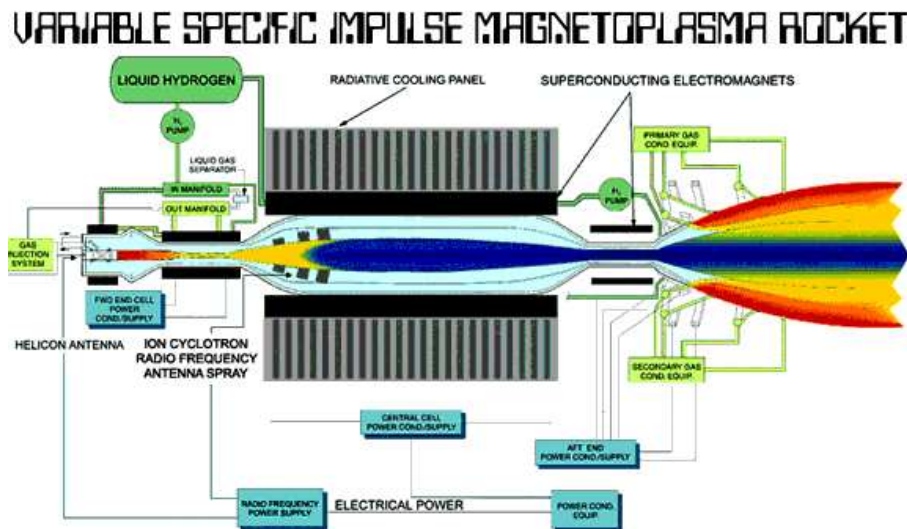 VARIABLE SPECIFIC IMPULSE MAGNETOPLASMA ROCKET
LIQUID HYDROGEN
RADIATIVE COOLING PANEL
SUPERCONDUCTING ELECTROMAGNETS
H₂
PUMP
LIQUID GAS
SEPARATOR
IN MANIFOLD
OUT MANIFOLD
PRIMARY GAS
COND. EQUIP.
H₂
PUMP
GAS
INJECTION
SYSTEM
FWD END CELL
POWER
COND./SUPPLY
HELICON ANTENNA
ION CYCLOTRON
RADIO FREQUENCY
ANTENNA SPRAY
SECONDARY GAS
COND. EQUIP.
CENTRAL CELL
POWER COND./SUPPLY
AFT END
POWER COND./SUPPLY
RADIO FREQUENCY
POWER SUPPLY
ELECTRICAL POWER
POWER COND.
EQUIP.